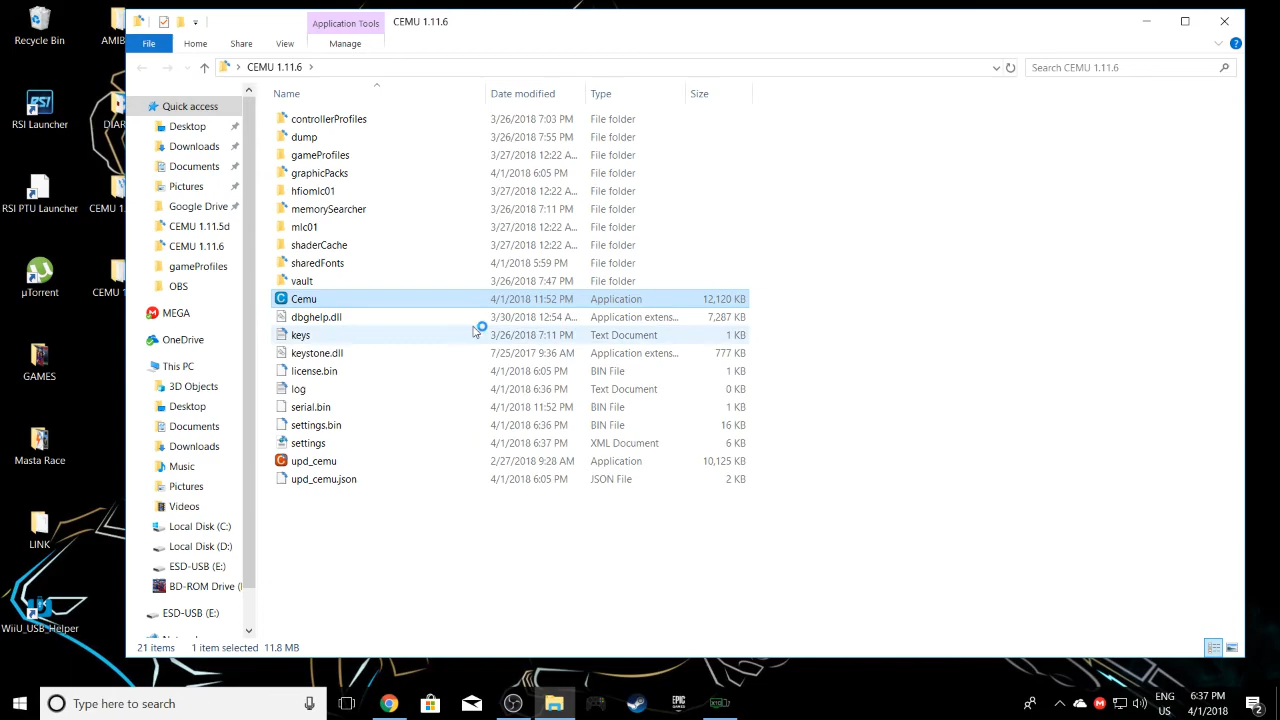 Recycle Bin
AMIB
RSI Launcher
DIAR
RSI PTU Launcher
CEMU 1.
µTorrent
CEMU 1
GAMES
Masta Race
LINK
WiiU_USB_Helper
Application Tools
CEMU 1.11.6
File
Home
Share
View
Manage
CEMU 1.11.6
Search CEMU 1.11.6
Quick access
Desktop
Downloads
Documents
Pictures
Google Drive
CEMU 1.11.5d
CEMU 1.11.6
gameProfiles
OBS
MEGA
OneDrive
This PC
3D Objects
Desktop
Documents
Downloads
Music
Pictures
Videos
Local Disk (C:)
Local Disk (D:)
ESD-USB (E:)
BD-ROM Drive (
ESD-USB (E:)
Name Date modified Type Size
controllerProfiles 3/26/2018 7:03 PM File folder
dump 3/26/2018 7:55 PM File folder
gameProfiles 3/27/2018 12:22 A... File folder
graphicPacks 4/1/2018 6:05 PM File folder
hfiomlc01 3/27/2018 12:22 A... File folder
memorySearcher 3/26/2018 7:11 PM File folder
mlc01 3/27/2018 12:22 A... File folder
shaderCache 3/27/2018 12:22 A... File folder
sharedFonts 4/1/2018 5:59 PM File folder
vault 3/26/2018 7:47 PM File folder
Cemu 4/1/2018 11:52 PM Application 12,120 KB
dbghelp.dll 3/30/2018 12:54 A... Application extens... 7,287 KB
keys 3/26/2018 7:11 PM Text Document 1 KB
keystone.dll 7/25/2017 9:36 AM Application extens... 777 KB
license.bin 4/1/2018 6:05 PM BIN File 1 KB
log 4/1/2018 6:36 PM Text Document 0 KB
serial.bin 4/1/2018 11:52 PM BIN File 1 KB
settings.bin 4/1/2018 6:36 PM BIN File 16 KB
settings 4/1/2018 6:37 PM XML Document 6 KB
upd_cemu 2/27/2018 9:28 AM Application 10,125 KB
upd_cemu.json 4/1/2018 6:05 PM JSON File 2 KB
21 items 1 item selected 11.8 MB
Type here to search
EPIC GAMES
ENG
US
6:37 PM
4/1/2018
2